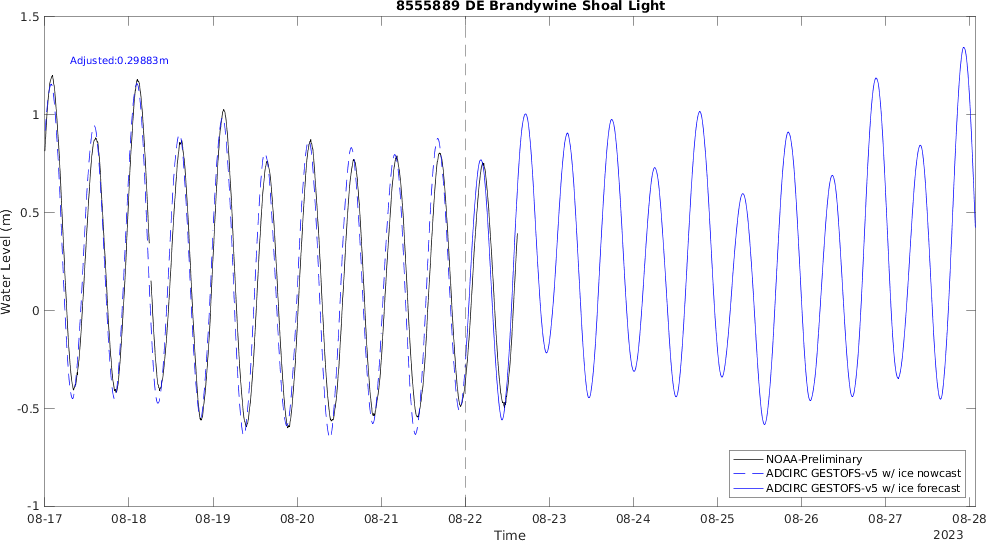 8555889 DE Brandywine Shoal Light
1.5
Adjusted:0.29883m
1
0.5
Water Level (m)
0
-0.5
NOAA-Preliminary
ADCIRC GESTOFS-v5 w/ ice nowcast
ADCIRC GESTOFS-v5 w/ ice forecast
-1
08-17 08-18 08-19 08-20 08-21 08-22 08-23 08-24 08-25 08-26 08-27 08-28
Time
2023